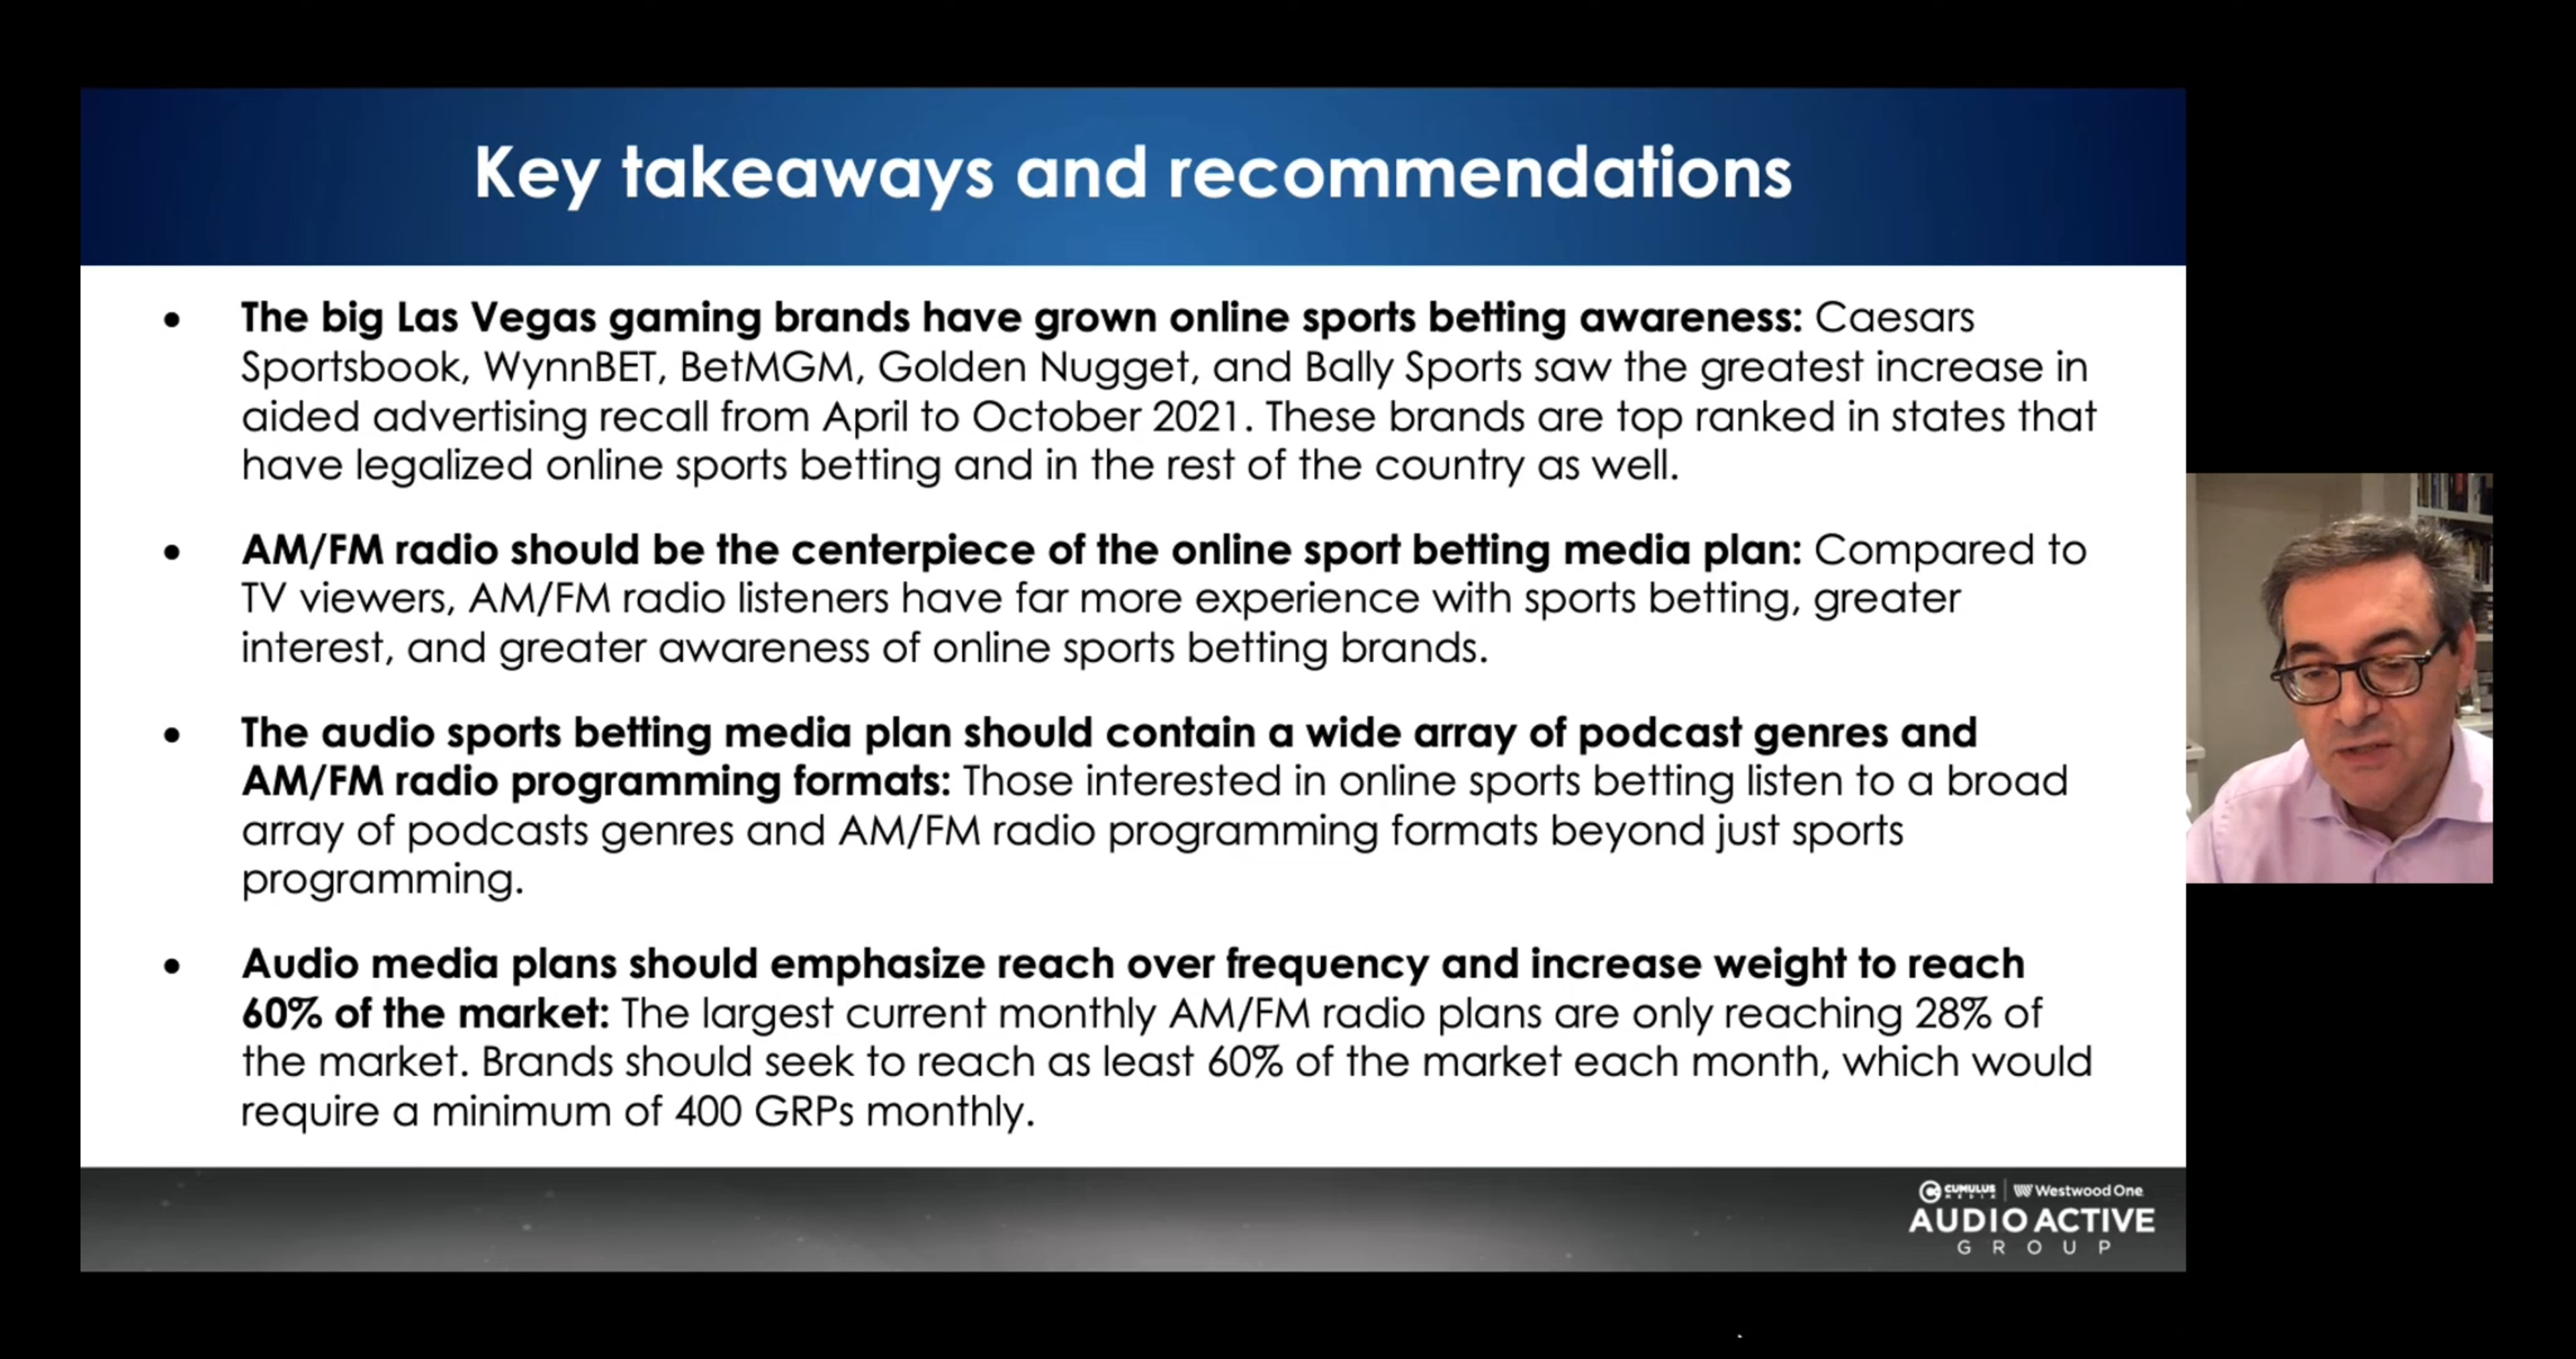 Key takeaways and recommendations
• The big Las Vegas gaming brands have grown online sports betting awareness: Caesars
Sportsbook, WynnBET, BetMGM, Golden Nugget, and Bally Sports saw the greatest increase in
aided advertising recall from April to October 2021. These brands are top ranked in states that
have legalized online sports betting and in the rest of the country as well.
• AM/FM radio should be the centerpiece of the online sport betting media plan: Compared to
TV viewers, AM/FM radio listeners have far more experience with sports betting, greater
interest, and greater awareness of online sports betting brands.
• The audio sports betting media plan should contain a wide array of podcast genres and
AM/FM radio programming formats: Those interested in online sports betting listen to a broad
array of podcasts genres and AM/FM radio programming formats beyond just sports
programming.
• Audio media plans should emphasize reach over frequency and increase weight to reach
60% of the market: The largest current monthly AM/FM radio plans are only reaching 28% of
the market. Brands should seek to reach as least 60% of the market each month, which would
require a minimum of 400 GRPs monthly.
CUMULUS MEDIA | Westwood One
AUDIO ACTIVE
GROUP